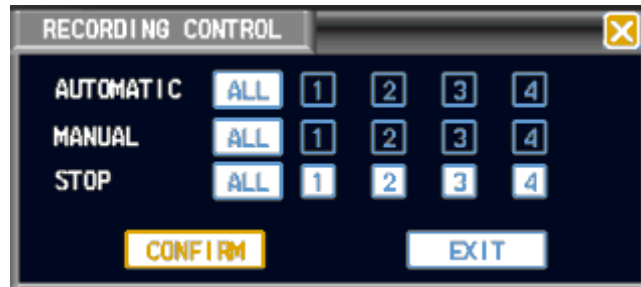 RECORDING CONTROL
AUTOMATIC ALL 1 2 3 4
MANUAL ALL 1 2 3 4
STOP ALL 1 2 3 4
CONFIRM EXIT